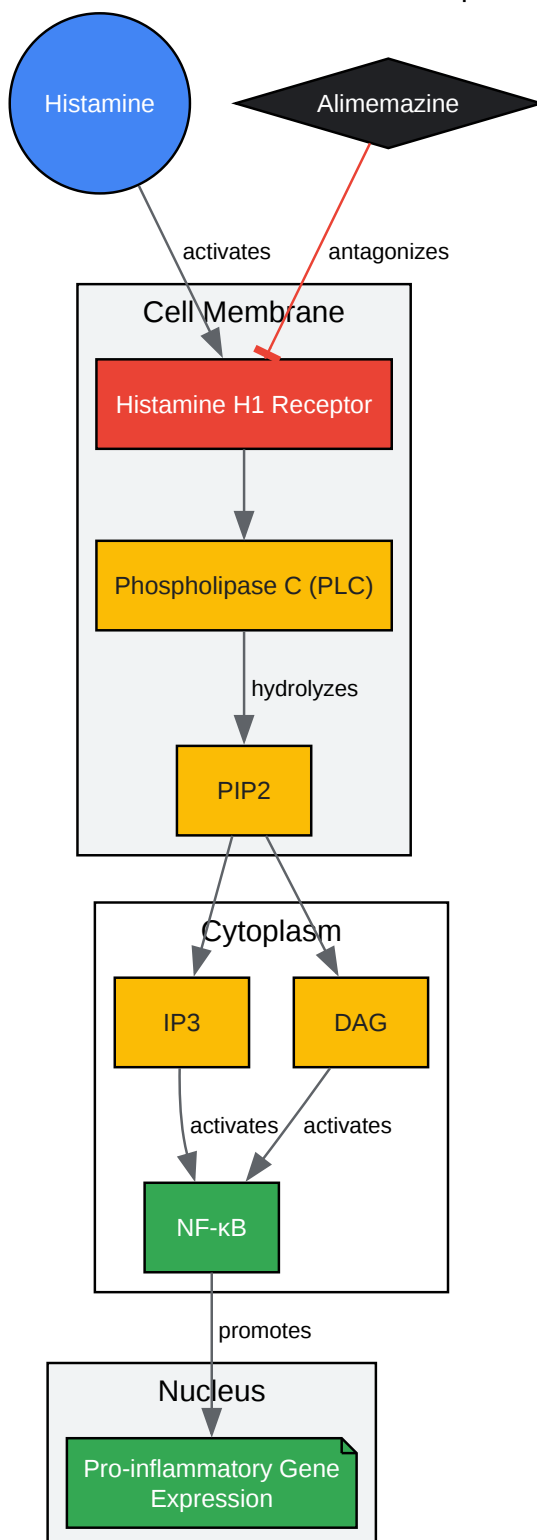 Histamine
Alimemazine
activates
antagonizes
Cell Membrane
Histamine H1 Receptor
Phospholipase C (PLC)
hydrolyzes
PIP2
Cytoplasm
IP3
DAG
activates
activates
NF-κB
promotes
Nucleus
Pro-inflammatory Gene
Expression